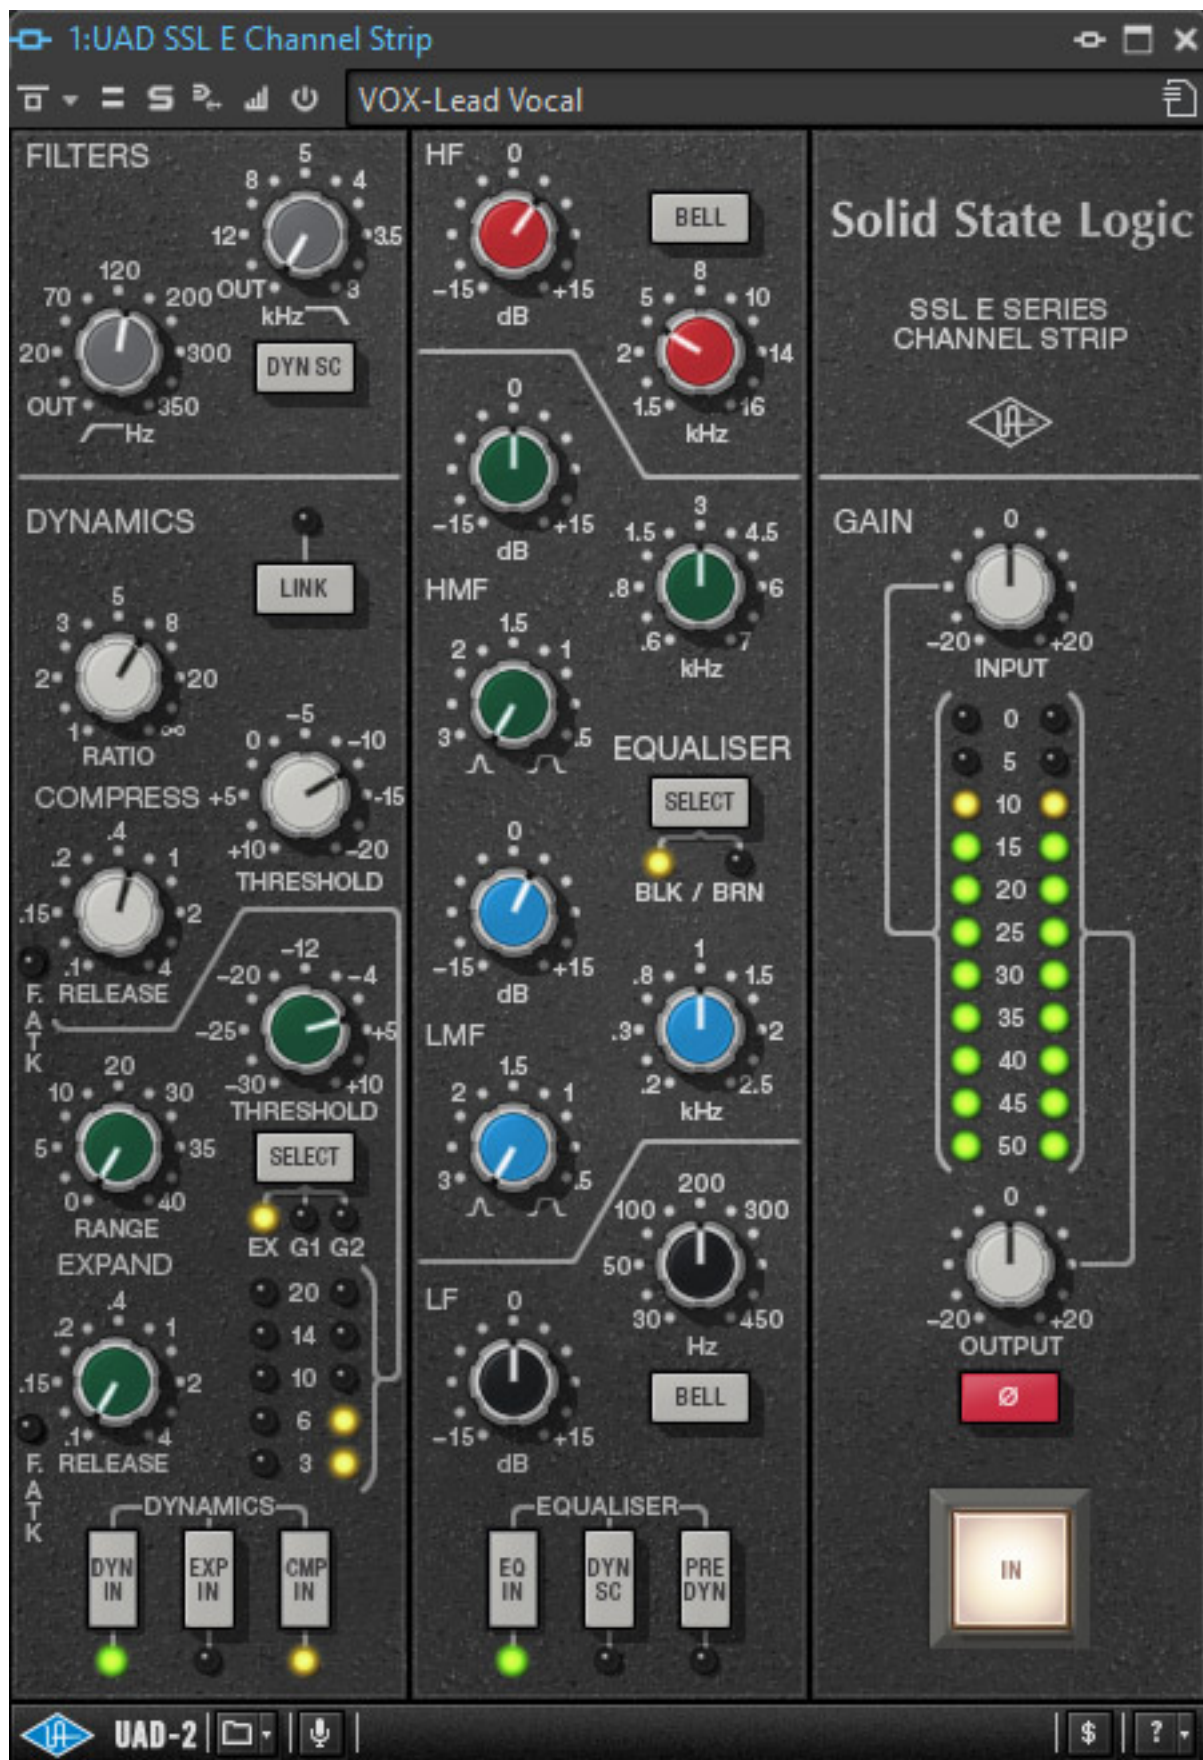 1:UAD SSL E Channel Strip
VOX-Lead Vocal
FILTERS
5
8 4
12 3.5
OUT 3
kHz
120
70 200
20 300
OUT 350
Hz
DYN SC
DYNAMICS
LINK
5
3 8
2 20
1 ∞
RATIO
-5
0 -10
+5 -15
+10 -20
THRESHOLD
COMPRESS
.4
.2 1
.15 2
.1 4
RELEASE
F. ATK
-12
-20 -4
-25 +5
-30 +10
THRESHOLD
20
10 30
5 35
0 40
RANGE
SELECT
EX G1 G2
EXPAND
20
14
10
6
3
.4
.2 1
.15 2
.1 4
RELEASE
F. ATK
DYNAMICS
DYN IN
EXP IN
CMP IN
HF
0
-15 +15
dB
BELL
8
5 10
2 14
1.5 16
kHz
0
-15 +15
dB
HMF
3
1.5 4.5
.8 6
.6 7
kHz
1.5
2 1
3 .5
EQUALISER
SELECT
BLK / BRN
0
-15 +15
dB
LMF
1
.8 1.5
.3 2
.2 2.5
kHz
1.5
2 1
3 .5
200
100 300
50
30 450
Hz
LF
0
-15 +15
dB
BELL
EQUALISER
EQ IN
DYN SC
PRE DYN
Solid State Logic
SSL E SERIES
CHANNEL STRIP
UA
GAIN
0
-20 +20
INPUT
0
5
10
15
20
25
30
35
40
45
50
0
-20 +20
OUTPUT
Ø
IN
UA UAD-2
$ ?